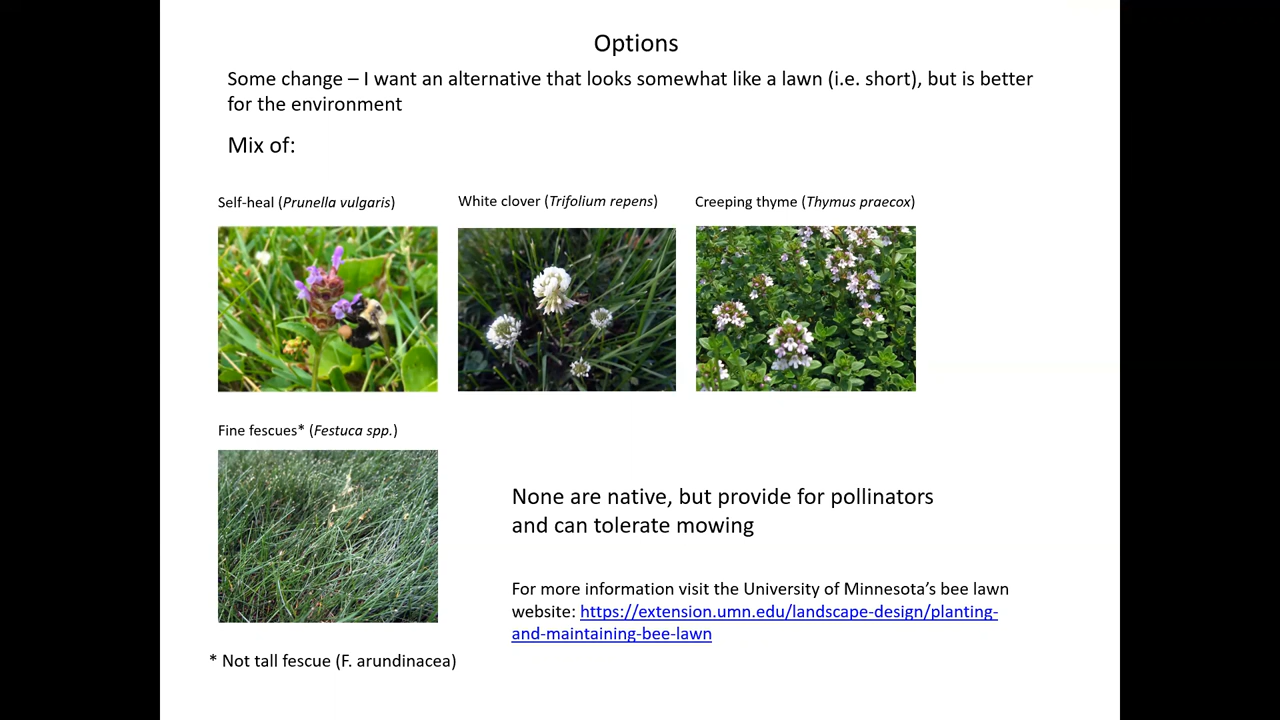 Options
Some change – I want an alternative that looks somewhat like a lawn (i.e. short), but is better
for the environment
Mix of:
Self-heal (Prunella vulgaris)
White clover (Trifolium repens)
Creeping thyme (Thymus praecox)
Fine fescues* (Festuca spp.)
None are native, but provide for pollinators
and can tolerate mowing
For more information visit the University of Minnesota’s bee lawn
website: https://extension.umn.edu/landscape-design/planting-
and-maintaining-bee-lawn
* Not tall fescue (F. arundinacea)